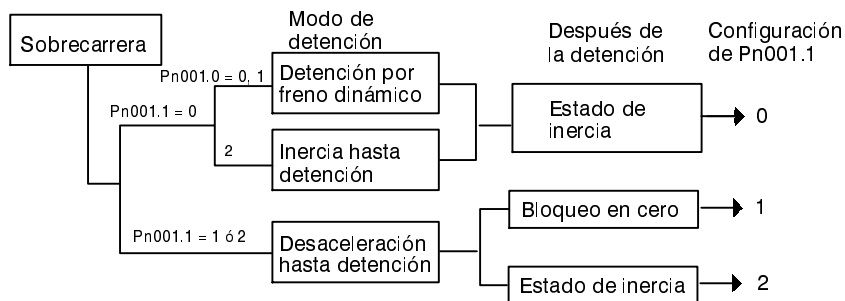 Modo de
detención
Después de
la detención
Configuración
de Pn001.1
Sobrecarrera
Pn001.0 = 0, 1
Detención por
freno dinámico
Pn001.1 = 0
2
Inercia hasta
detención
Estado de
inercia
0
Pn001.1 = 1 ó 2
Desaceleración
hasta detención
Bloqueo en cero
1
Estado de inercia
2